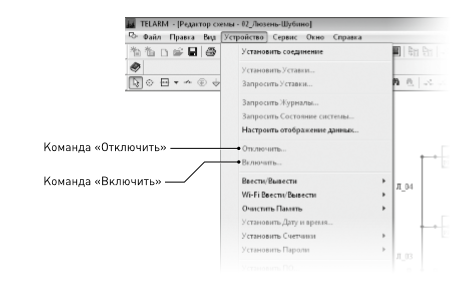 TELARM - [Редактор схемы - 02_Люзень-Шубино]
Файл Правка Вид Устройство Сервис Окно Справка
Установить соединение
Установить Уставки...
Запросить Уставки...
Запросить Журналы...
Запросить Состояние системы...
Настроить отображение данных...
Команда «Отключить»
Отключить...
Включить...
Команда «Включить»
Ввести/Вывести
Л_04
Wi-Fi Ввести/Вывести
Очистить Память
Установить Дату и время...
Установить Счетчики
Установить Пароли